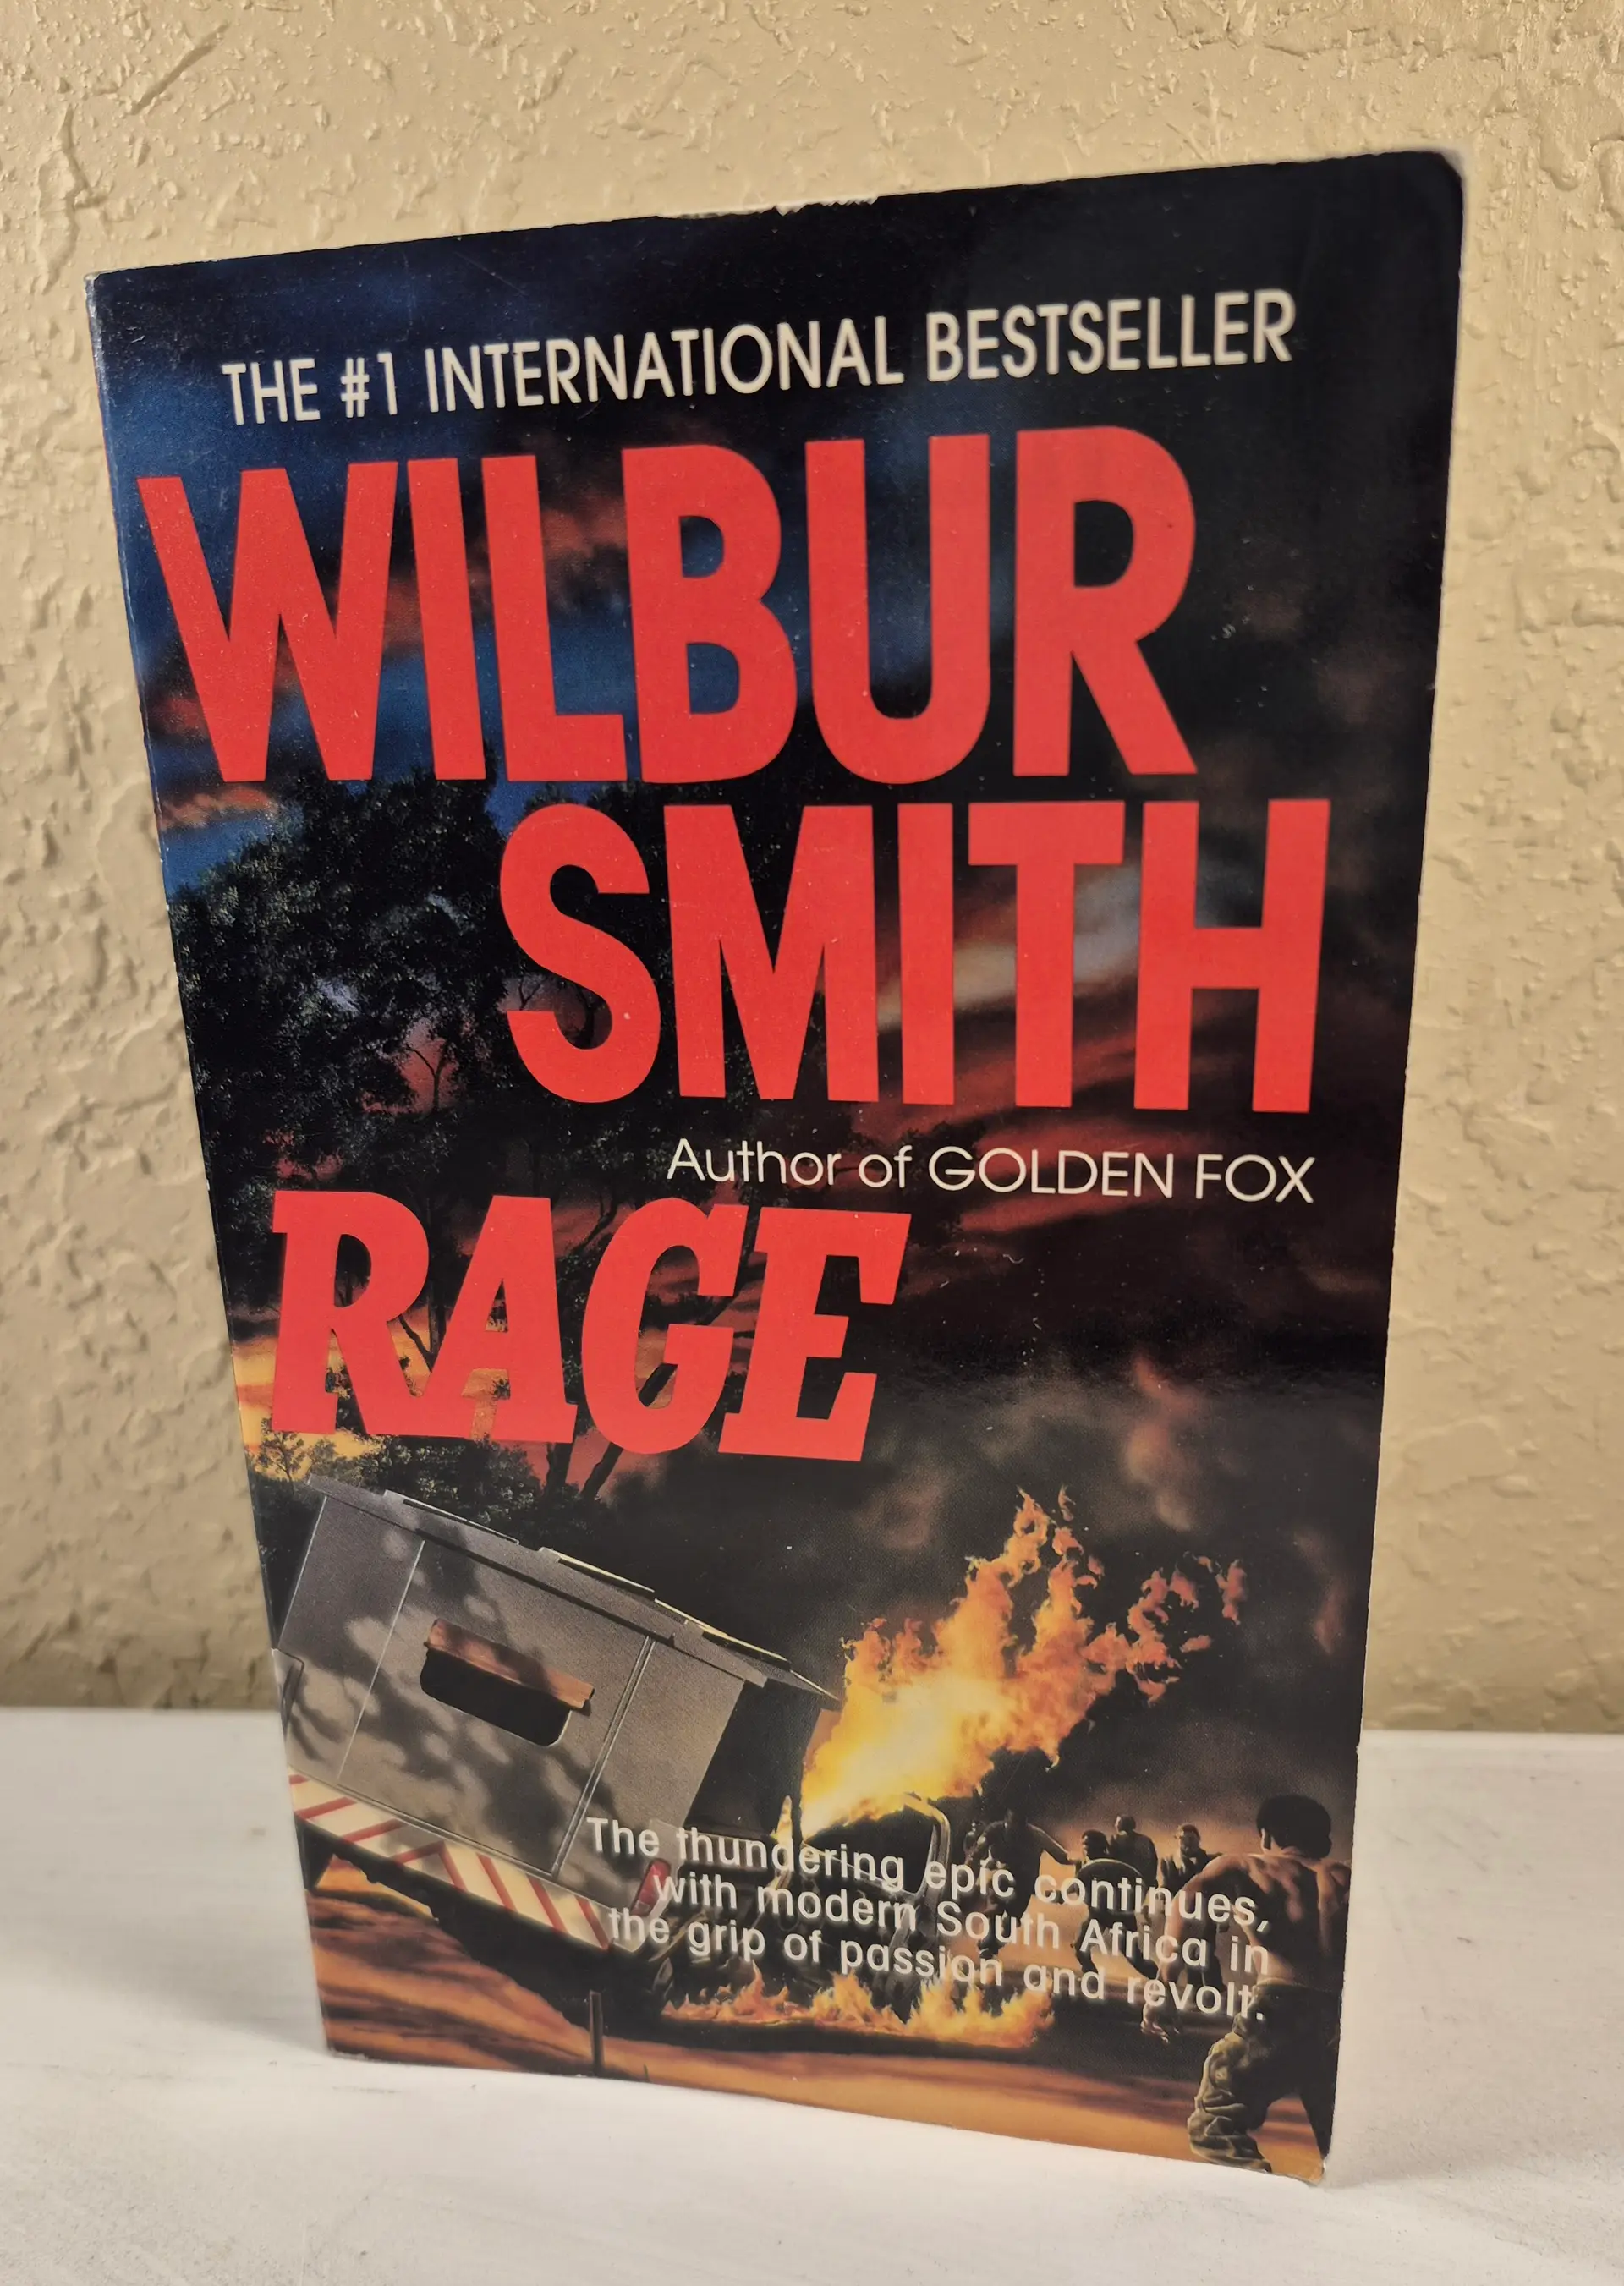 THE #1 INTERNATIONAL BESTSELLER
WILBUR
SMITH
Author of GOLDEN FOX
RAGE
The thundering epic continues,
with modern South Africa in
the grip of passion and revolt.